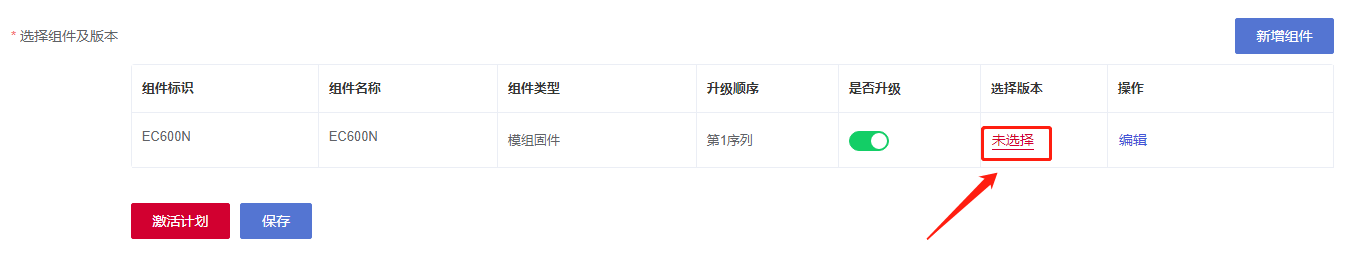 * 选择组件及版本
新增组件
组件标识 组件名称 组件类型 升级顺序 是否升级 选择版本 操作
EC600N EC600N 模组固件 第1序列 未选择 编辑
激活计划 保存